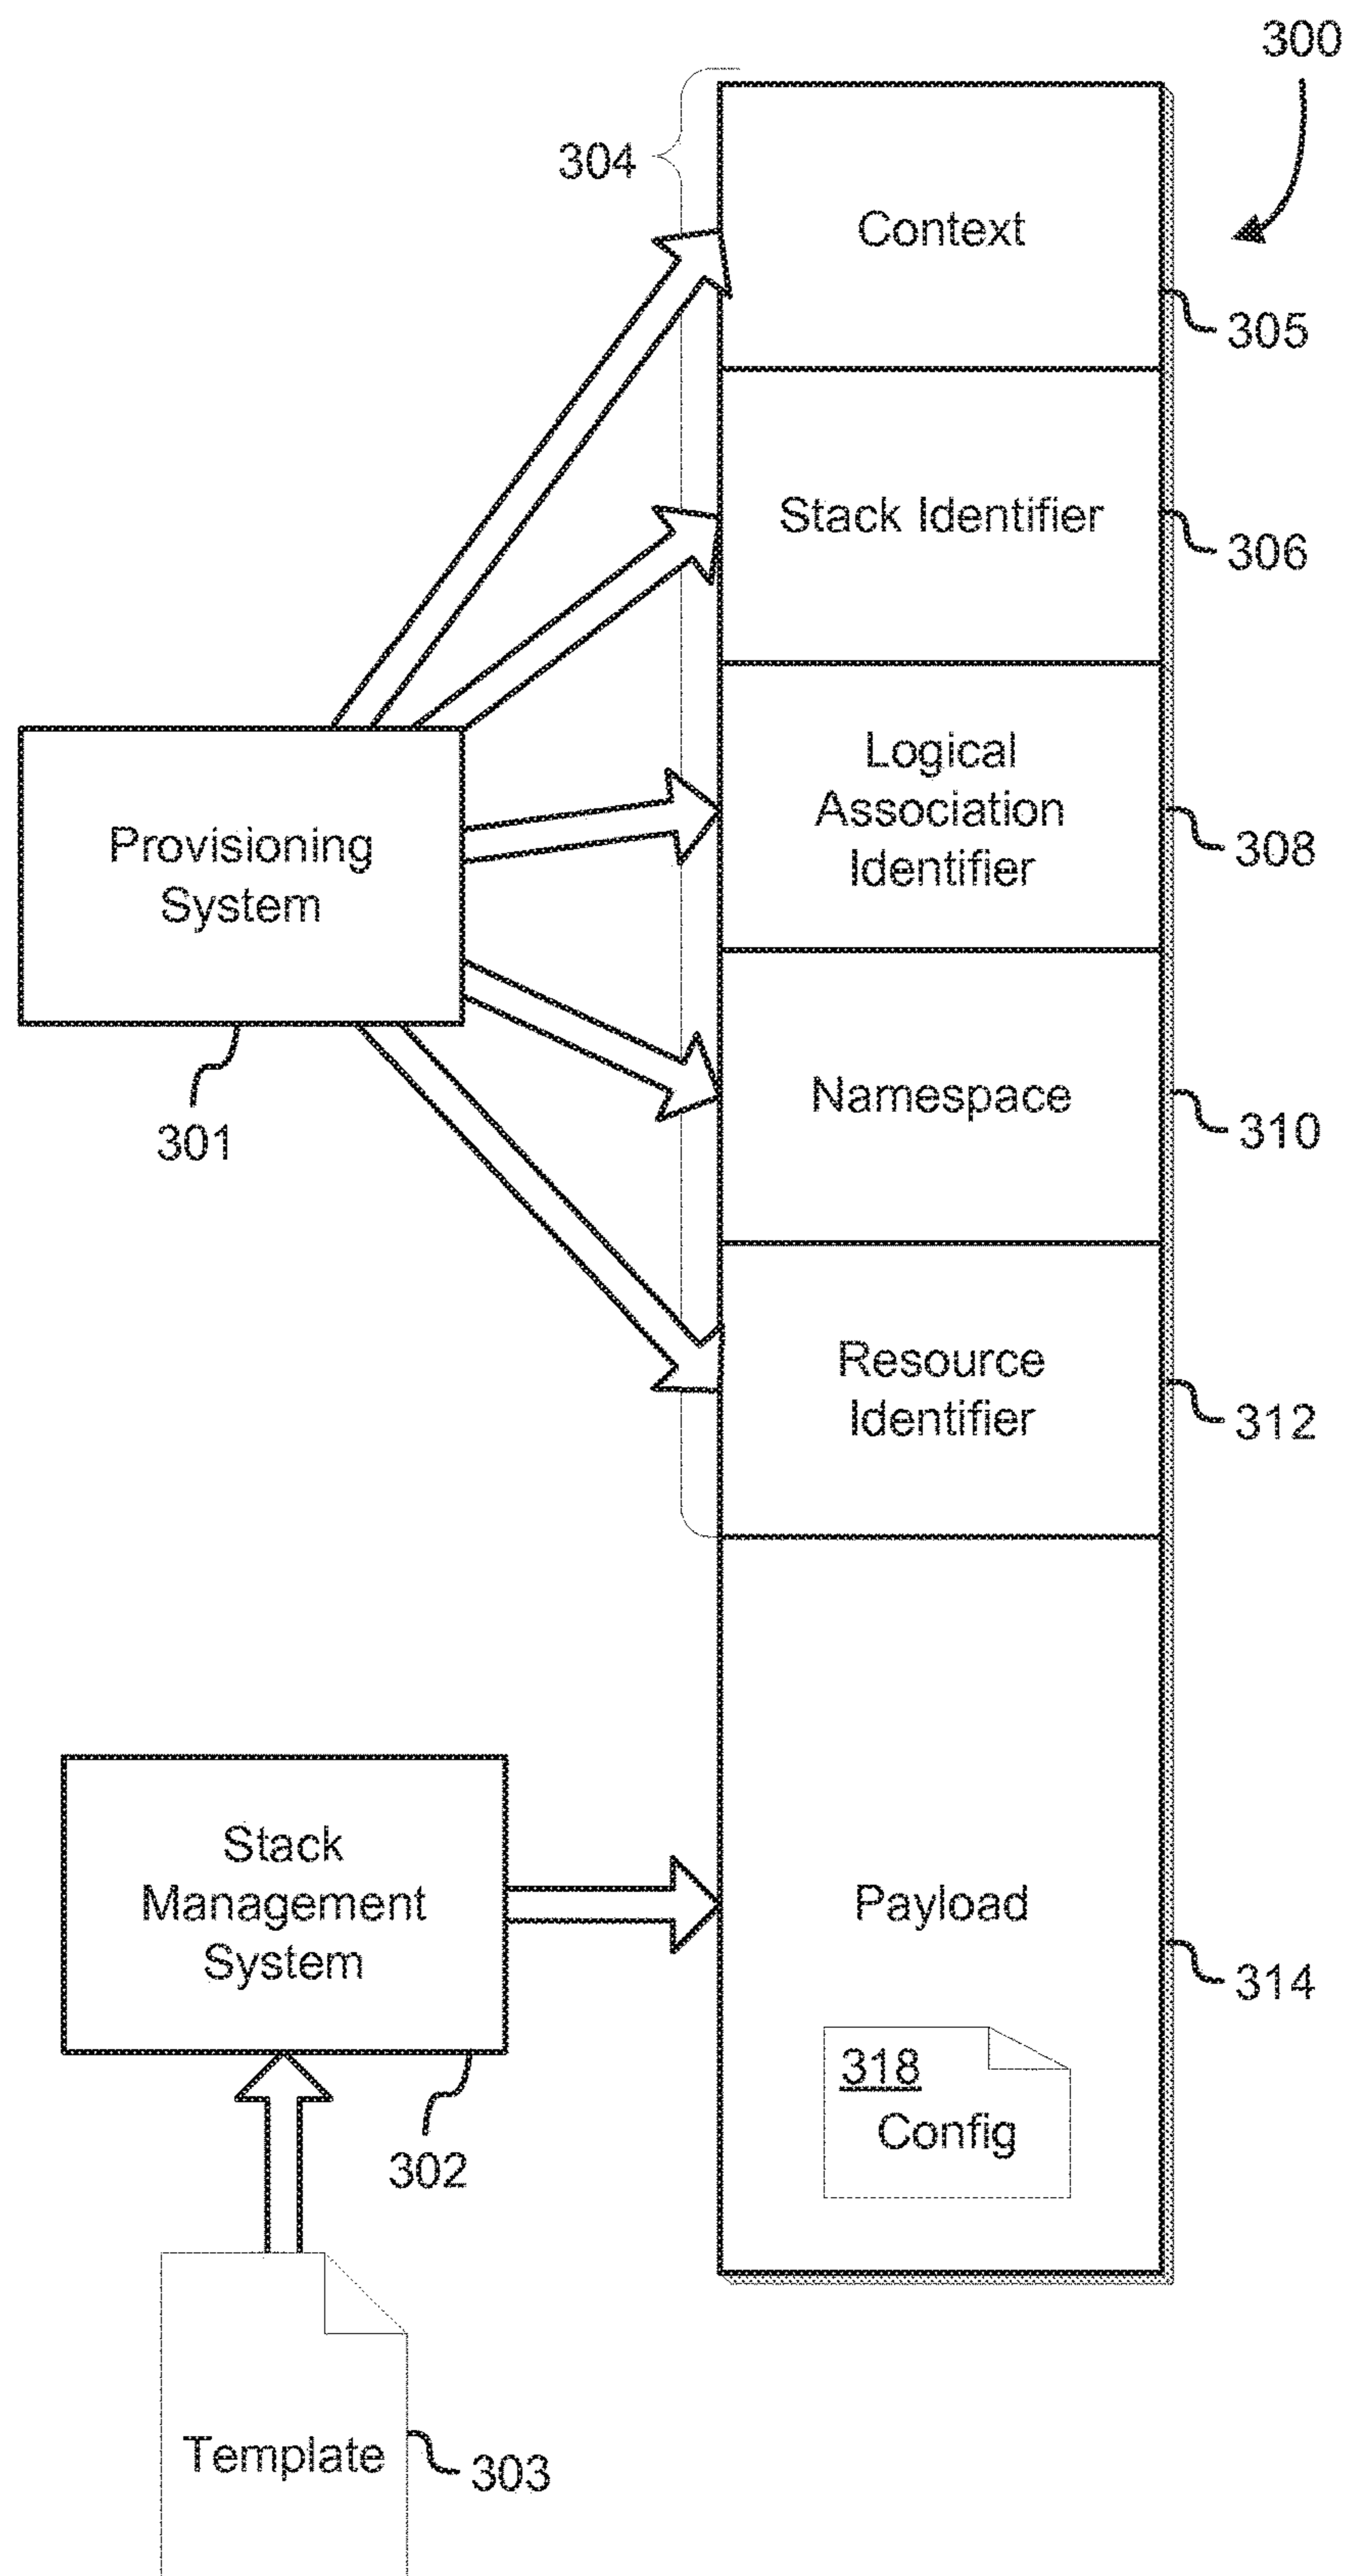 300
304
Context
305
Stack Identifier
306
Logical
Association
Identifier
308
Provisioning
System
301
Namespace
310
Resource
Identifier
312
Stack
Management
System
302
Payload
314
318
Config
Template
303